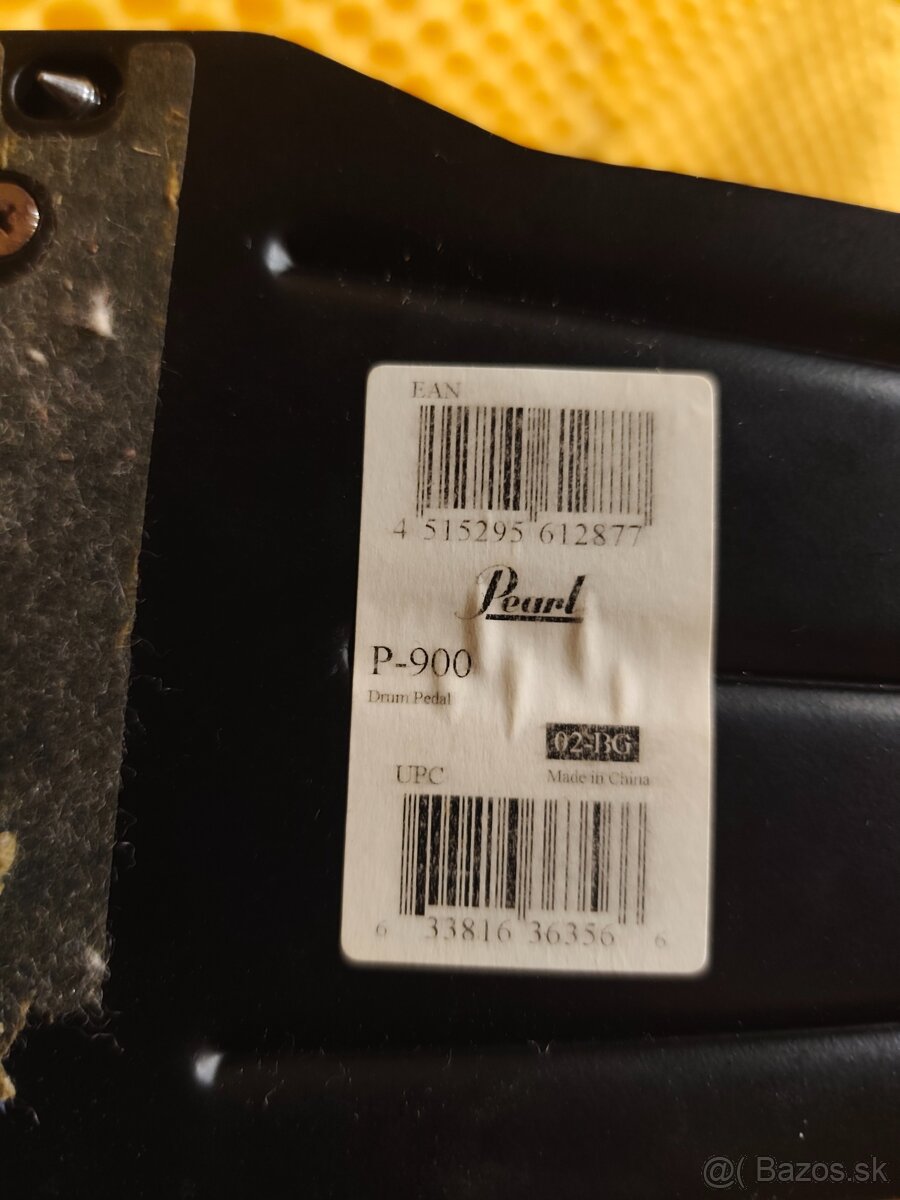 EAN
4 515295 612877
Pearl
P-900
Drum Pedal
02-BG
UPC
Made in China
6 33816 36356 6
@( Bazos.sk